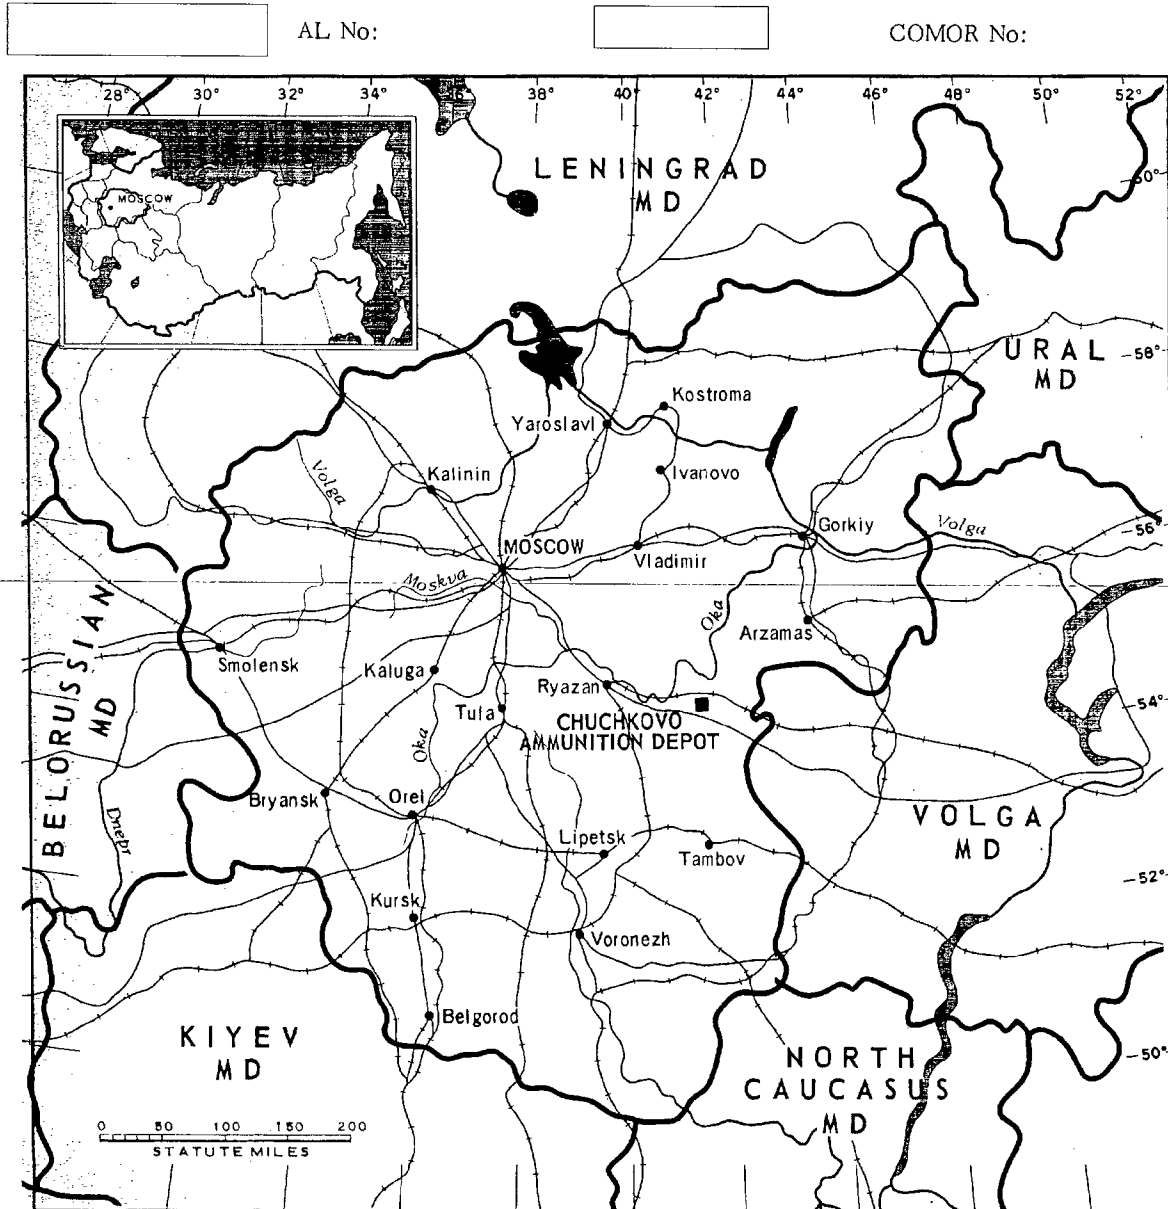 AL No:
COMOR No:
28° 30° 32° 34° 36° 38° 40° 42° 44° 46° 48° 50° 52°
MOSCOW
LENINGRAD
MD
60°
URAL
MD
58°
Kostroma
Yaroslavl
Ivanovo
Kalinin
Volga
Gorkiy
Volga
56°
MOSCOW
Vladimir
Moskva
Oka
Arzamas
BELORUSSIAN
MD
Smolensk
Kaluga
Ryazan
54°
Tula
CHUCHKOVO
AMMUNITION DEPOT
Oka
Bryansk
Orel
Dnepr
VOLGA
MD
Lipetsk
Tambov
52°
Kursk
Voronezh
Belgorod
KIYEV
MD
NORTH
CAUCASUS
MD
50°
0 50 100 150 200
STATUTE MILES